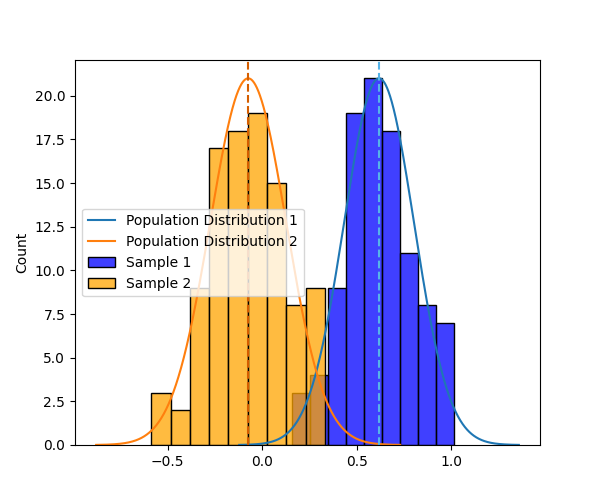 20.0
17.5
15.0
12.5
10.0
7.5
5.0
2.5
0.0
Count
Population Distribution 1
Population Distribution 2
Sample 1
Sample 2
−0.5 0.0 0.5 1.0